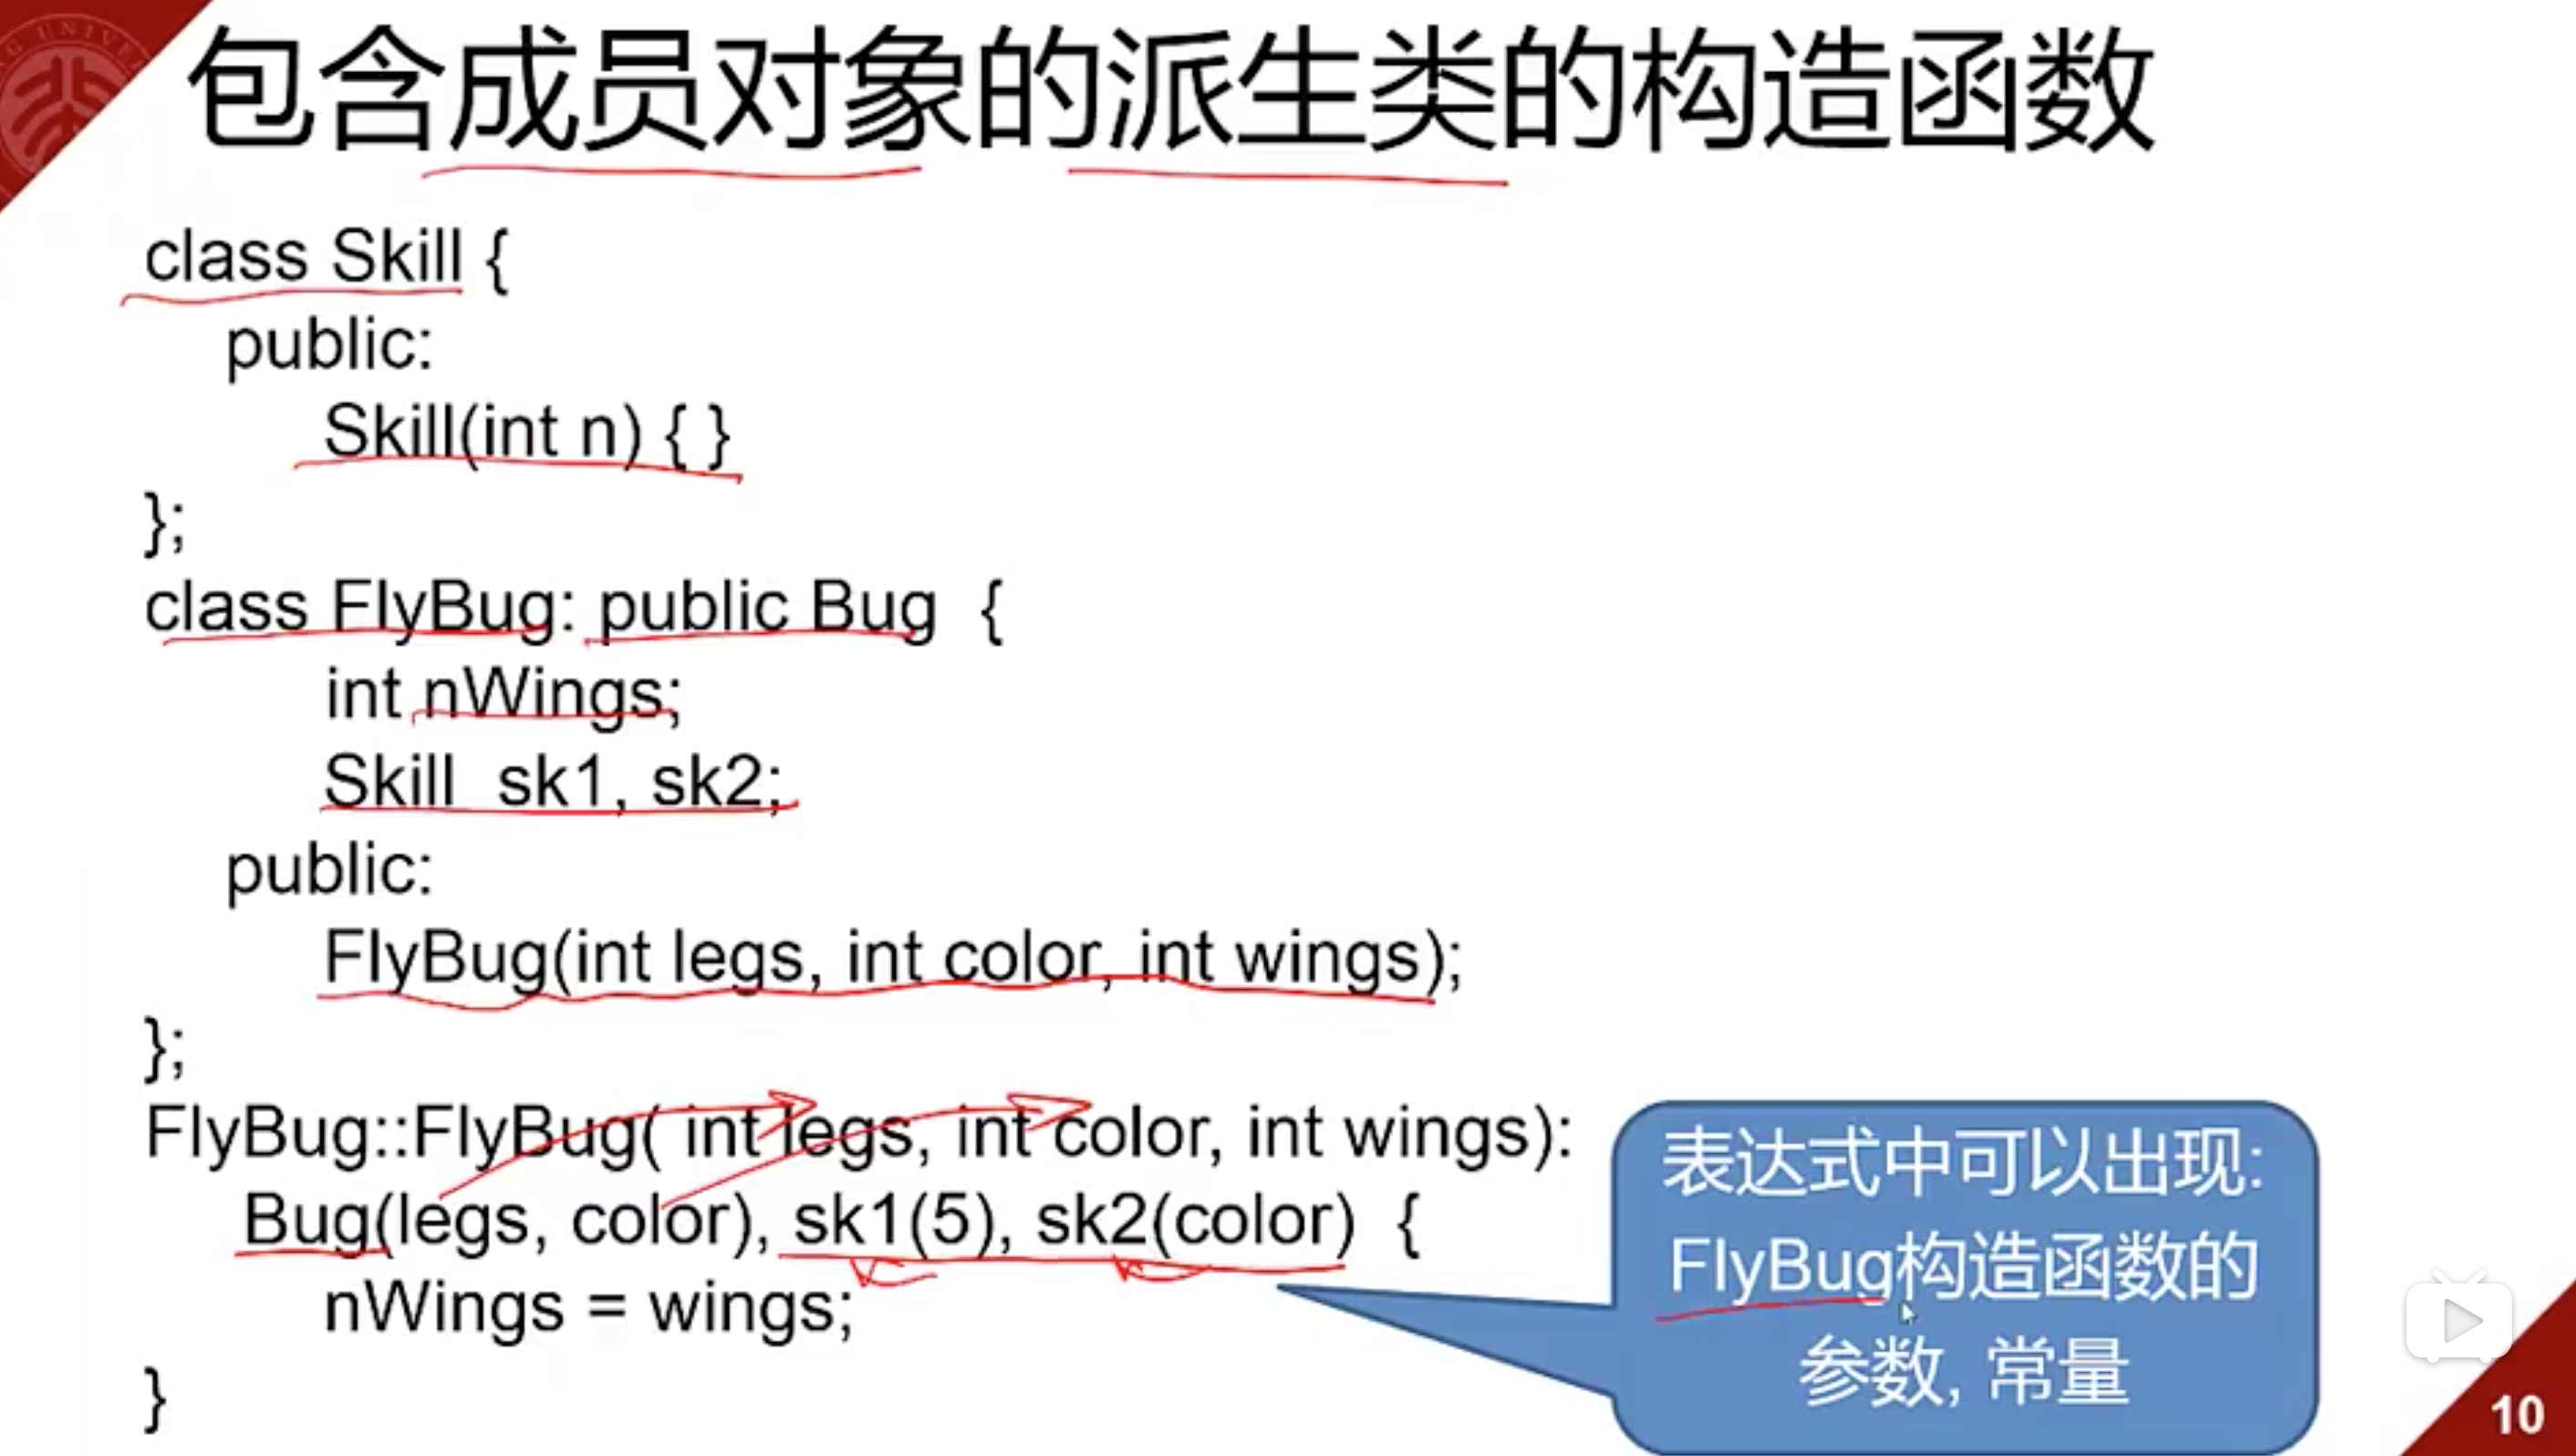 包含成员对象的派生类的构造函数
class Skill {
public:
Skill(int n) { }
};
class FlyBug: public Bug {
int nWings;
Skill sk1, sk2;
public:
FlyBug(int legs, int color, int wings);
};
FlyBug::FlyBug( int legs, int color, int wings):
Bug(legs, color), sk1(5), sk2(color) {
nWings = wings;
}
表达式中可以出现:
FlyBug构造函数的
参数, 常量
10